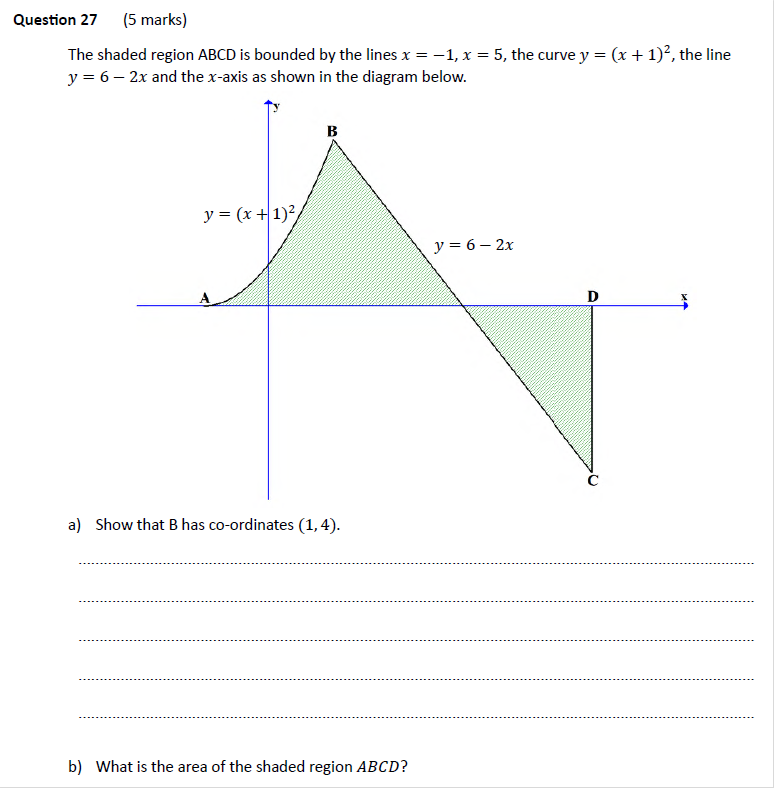 Question 27 (5 marks)
The shaded region ABCD is bounded by the lines x = −1, x = 5, the curve y = (x + 1)², the line
y = 6 − 2x and the x-axis as shown in the diagram below.
y
B
y = (x + 1)²
y = 6 − 2x
A
D
x
C
a) Show that B has co-ordinates (1, 4).
b) What is the area of the shaded region ABCD?